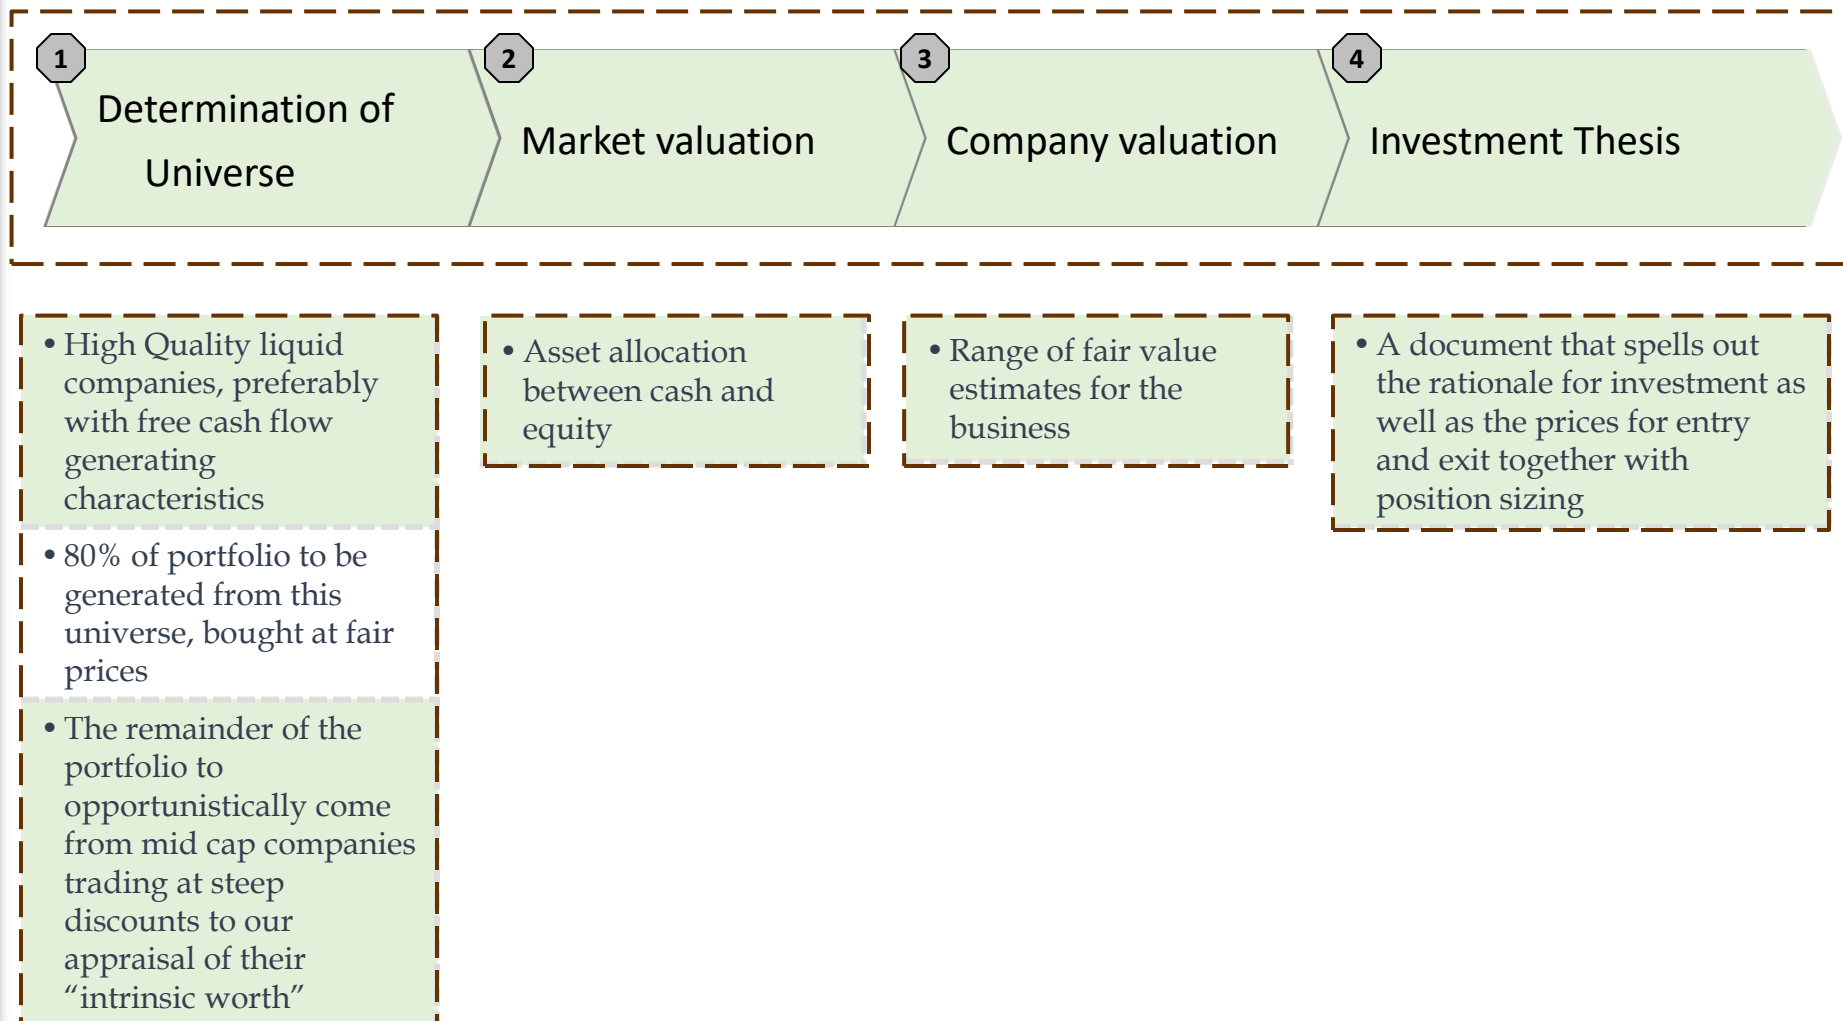 1
Determination of
Universe
2
Market valuation
3
Company valuation
4
Investment Thesis
• High Quality liquid
companies, preferably
with free cash flow
generating
characteristics
• 80% of portfolio to be
generated from this
universe, bought at fair
prices
• The remainder of the
portfolio to
opportunistically come
from mid cap companies
trading at steep
discounts to our
appraisal of their
“intrinsic worth”
• Asset allocation
between cash and
equity
• Range of fair value
estimates for the
business
• A document that spells out
the rationale for investment as
well as the prices for entry
and exit together with
position sizing